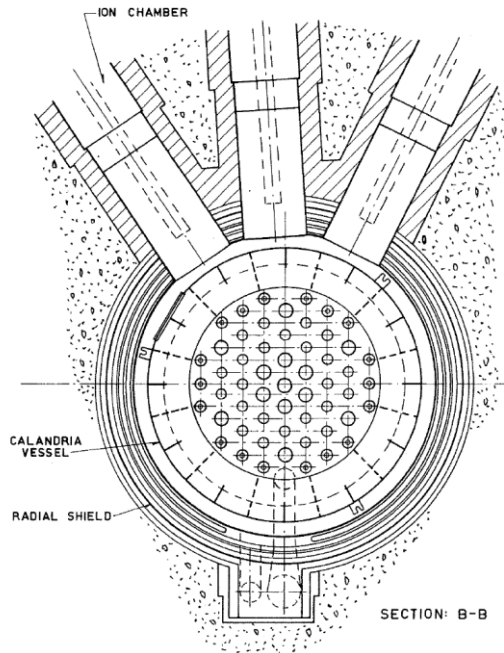 ION CHAMBER
CALANDRIA
VESSEL
RADIAL SHIELD
SECTION: B-B